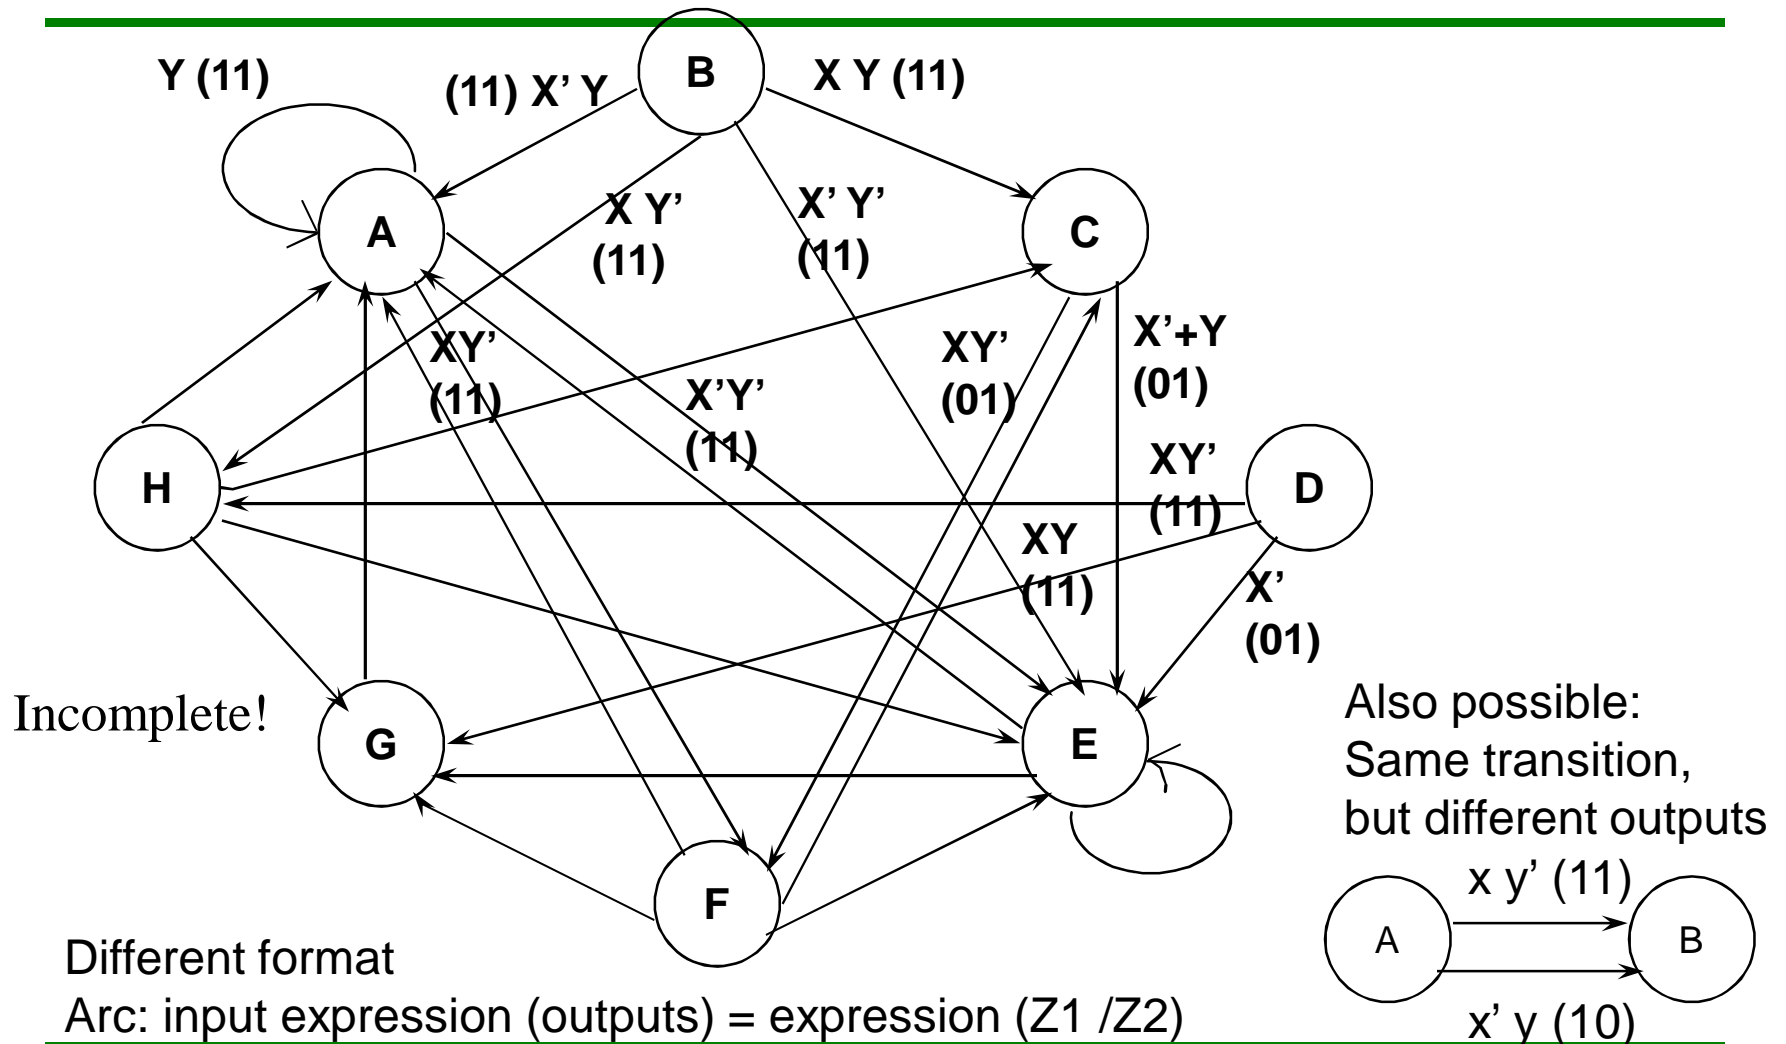 B
Y (11)
(11) X’ Y
X Y (11)
A
X Y’
(11)
X’ Y’
(11)
C
XY’
(11)
X’Y’
(11)
XY’
(01)
X’+Y
(01)
H
XY’
(11)
D
XY
(11)
X’
(01)
Incomplete!
G
E
F
Also possible:
Same transition,
but different outputs
x y’ (11)
A
B
x’ y (10)
Different format
Arc: input expression (outputs) = expression (Z1 /Z2)